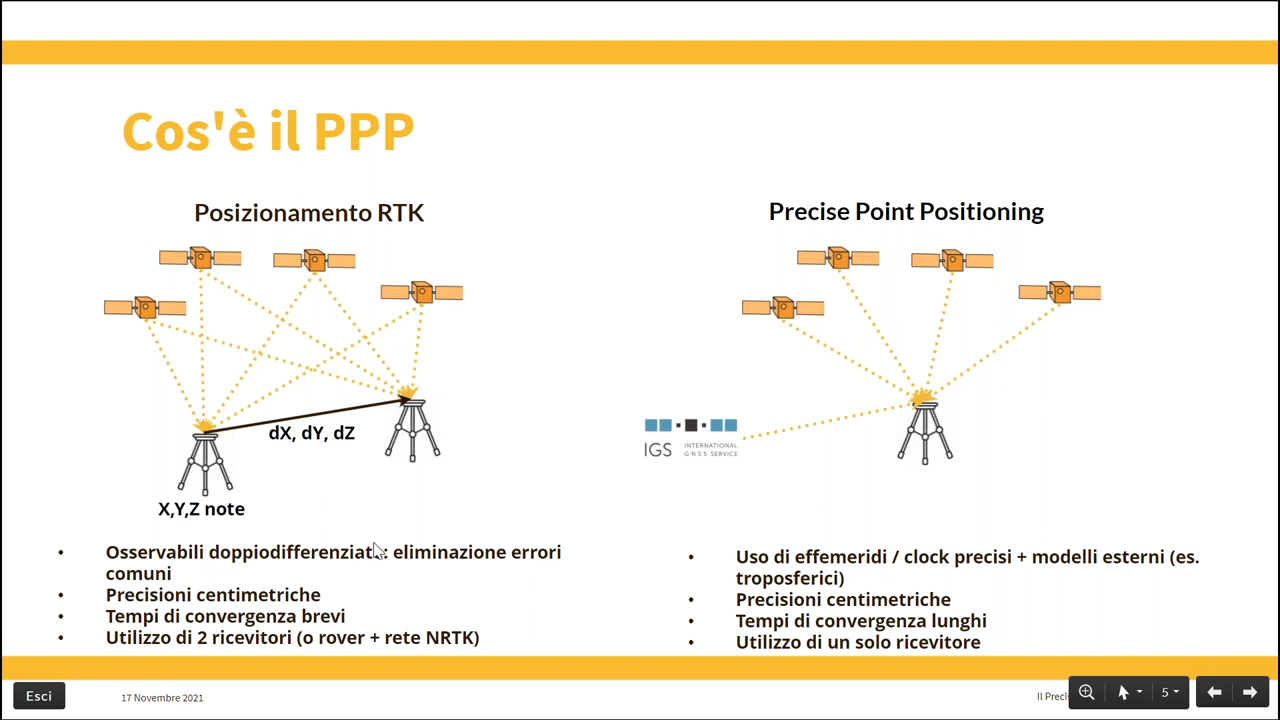 Cos'è il PPP
Posizionamento RTK
dX, dY, dZ
X,Y,Z note
• Osservabili doppiodifferenziate: eliminazione errori
comuni
• Precisioni centimetriche
• Tempi di convergenza brevi
• Utilizzo di 2 ricevitori (o rover + rete NRTK)
Precise Point Positioning
IGS INTERNATIONAL
GNSS SERVICE
• Uso di effemeridi / clock precisi + modelli esterni (es.
troposferici)
• Precisioni centimetriche
• Tempi di convergenza lunghi
• Utilizzo di un solo ricevitore
Esci
17 Novembre 2021
Il
5